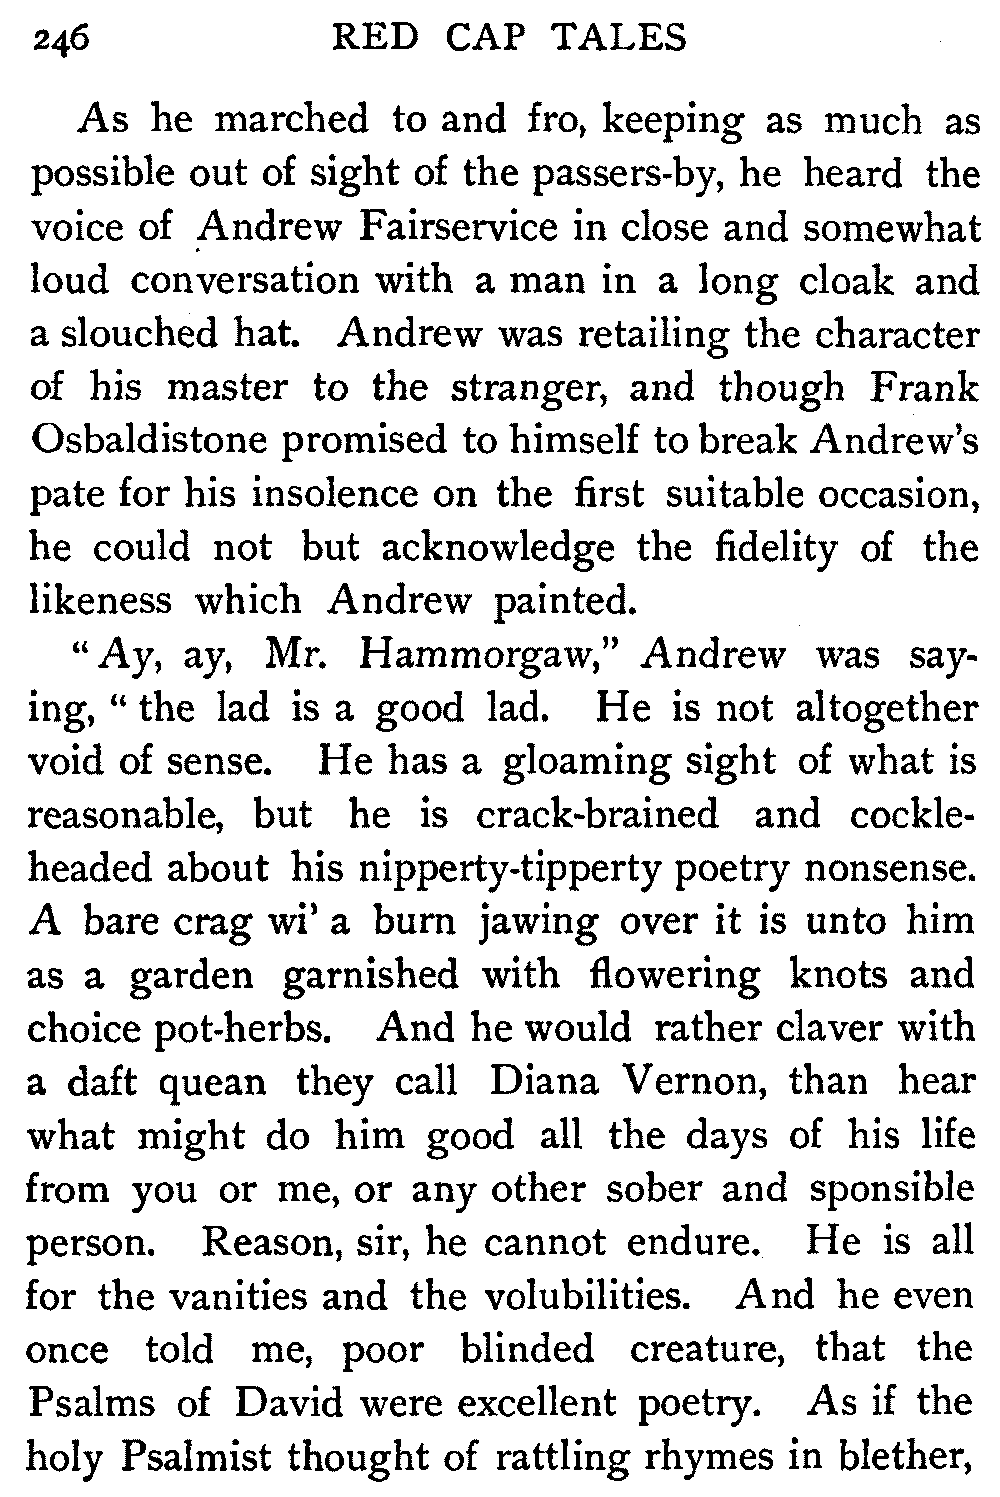 246 RED CAP TALES
As he marched to and fro, keeping as much as
possible out of sight of the passers-by, he heard the
voice of Andrew Fairservice in close and somewhat
loud conversation with a man in a long cloak and
a slouched hat. Andrew was retailing the character
of his master to the stranger, and though Frank
Osbaldistone promised to himself to break Andrew's
pate for his insolence on the first suitable occasion,
he could not but acknowledge the fidelity of the
likeness which Andrew painted.
“Ay, ay, Mr. Hammorgaw,” Andrew was say-
ing, “the lad is a good lad. He is not altogether
void of sense. He has a gloaming sight of what is
reasonable, but he is crack-brained and cockle-
headed about his nipperty-tipperty poetry nonsense.
A bare crag wi' a burn jawing over it is unto him
as a garden garnished with flowering knots and
choice pot-herbs. And he would rather claver with
a daft quean they call Diana Vernon, than hear
what might do him good all the days of his life
from you or me, or any other sober and sponsible
person. Reason, sir, he cannot endure. He is all
for the vanities and the volubilities. And he even
once told me, poor blinded creature, that the
Psalms of David were excellent poetry. As if the
holy Psalmist thought of rattling rhymes in blether,